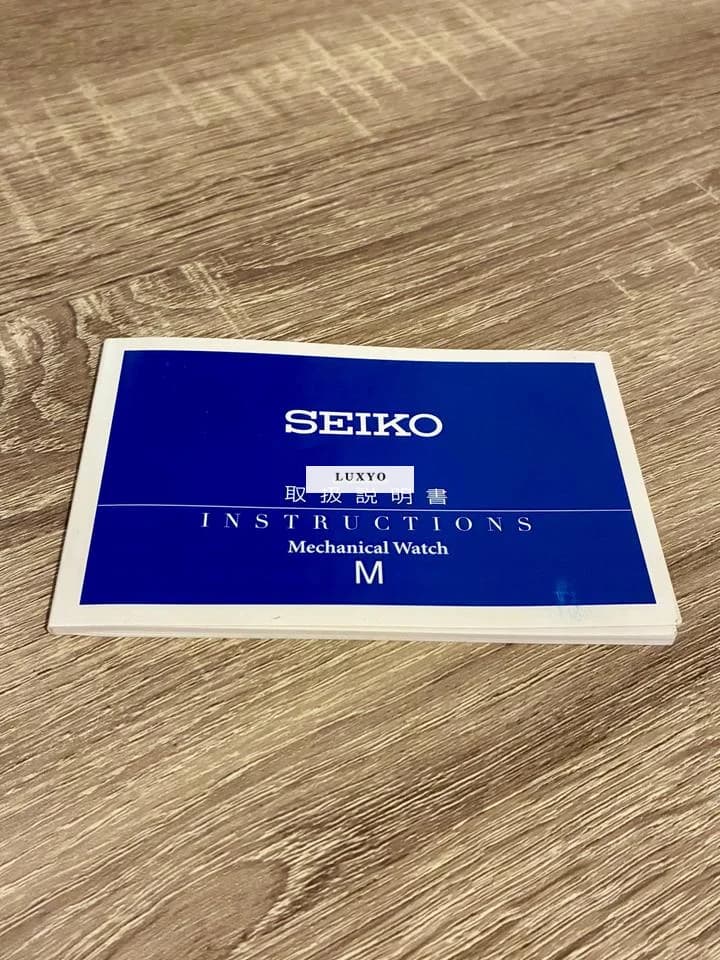 SEIKO
LUXYO
取扱説明書
INSTRUCTIONS
Mechanical Watch
M